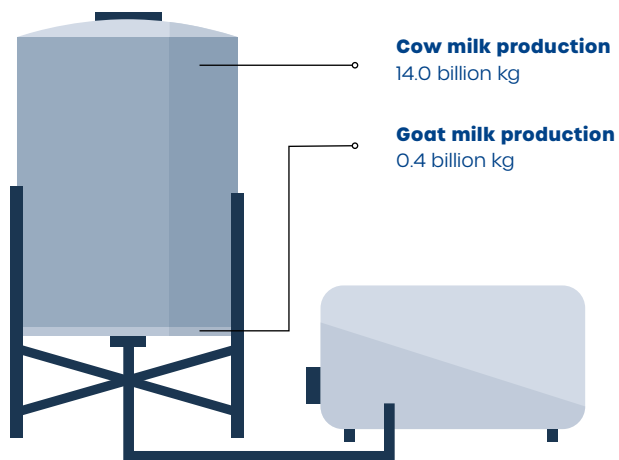 Cow milk production
14.0 billion kg
Goat milk production
0.4 billion kg